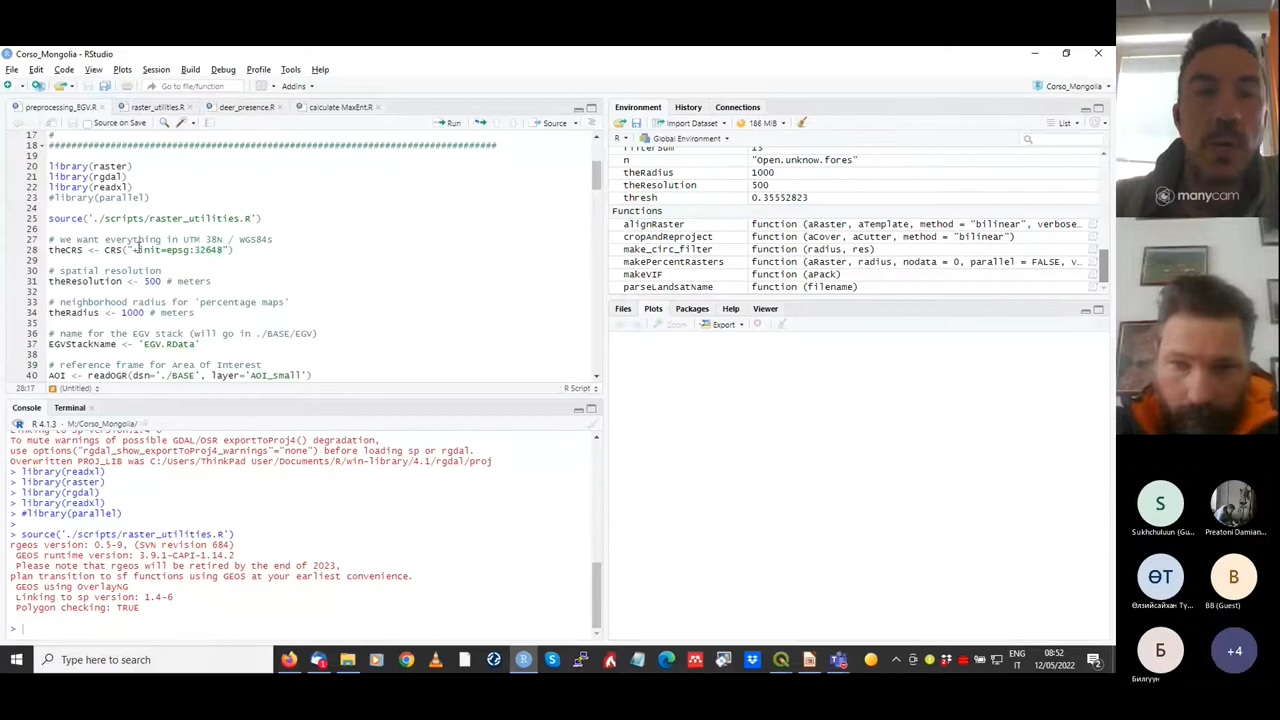 Corso_Mongolia - RStudio
File Edit Code View Plots Session Build Debug Profile Tools Help
Go to file/function
Addins
Corso_Mongolia
preprocessing_EGV.R
raster_utilities.R
deer_presence.R
calculate MaxEnt.R
Source on Save
Run
Source
17 #
18 ################################################################################
19
20 library(raster)
21 library(rgdal)
22 library(readxl)
23 #library(parallel)
24
25 source('./scripts/raster_utilities.R')
26
27 # we want everything in UTM 38N / WGS84s
28 theCRS <- CRS("+init=epsg:32648")
29
30 # spatial resolution
31 theResolution <- 500 # meters
32
33 # neighborhood radius for 'percentage maps'
34 theRadius <- 1000 # meters
35
36 # name for the EGV stack (will go in ./BASE/EGV)
37 EGVStackName <- 'EGV.RData'
38
39 # reference frame for Area Of Interest
40 AOI <- readOGR(dsn='./BASE', layer='AOI_small')
28:17 (Untitled) R Script
Console Terminal
R 4.1.3 · M:/Corso_Mongolia/
Linking to sp version:1.4-6
To mute warnings of possible GDAL/OSR exportToProj4() degradation,
use options("rgdal_show_exportToProj4_warnings"="none") before loading sp or rgdal.
Overwritten PROJ_LIB was C:/Users/ThinkPad User/Documents/R/win-library/4.1/rgdal/proj
> library(readxl)
> library(raster)
> library(rgdal)
> library(readxl)
> #library(parallel)
>
> source('./scripts/raster_utilities.R')
rgeos version: 0.5-9, (SVN revision 684)
GEOS runtime version: 3.9.1-CAPI-1.14.2
Please note that rgeos will be retired by the end of 2023,
plan transition to sf functions using GEOS at your earliest convenience.
GEOS using OverlayNG
Linking to sp version: 1.4-6
Polygon checking: TRUE
>
Environment History Connections
Import Dataset 186 MiB List
R Global Environment
filterSum 13
n "Open.unknow.fores"
theRadius 1000
theResolution 500
thresh 0.35552823
Functions
alignRaster function (aRaster, aTemplate, method = "bilinear", verbose…
cropAndReproject function (aCover, aCutter, method = "bilinear")
make_circ_filter function (radius, res)
makePercentRasters function (aRaster, radius, nodata = 0, parallel = FALSE, v…
makeVIF function (aPack)
parseLandsatName function (filename)
Files Plots Packages Help Viewer
Zoom Export
Type here to search
ENG
IT
08:52
12/05/2022
2
manycam
S
Sukhchuluun (Gu...
Preatoni Damian...
ӨТ
Өлзийсайхан Ту...
B
BB (Guest)
Б
Билгүүн
+4